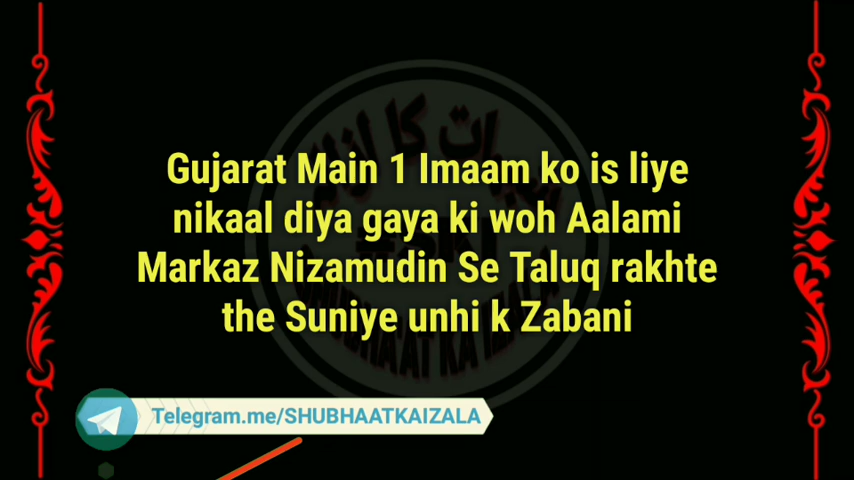 Gujarat Main 1 Imaam ko is liye
nikaal diya gaya ki woh Aalami
Markaz Nizamudin Se Taluq rakhte
the Suniye unhi k Zabani
Telegram.me/SHUBHAATKAIZALA